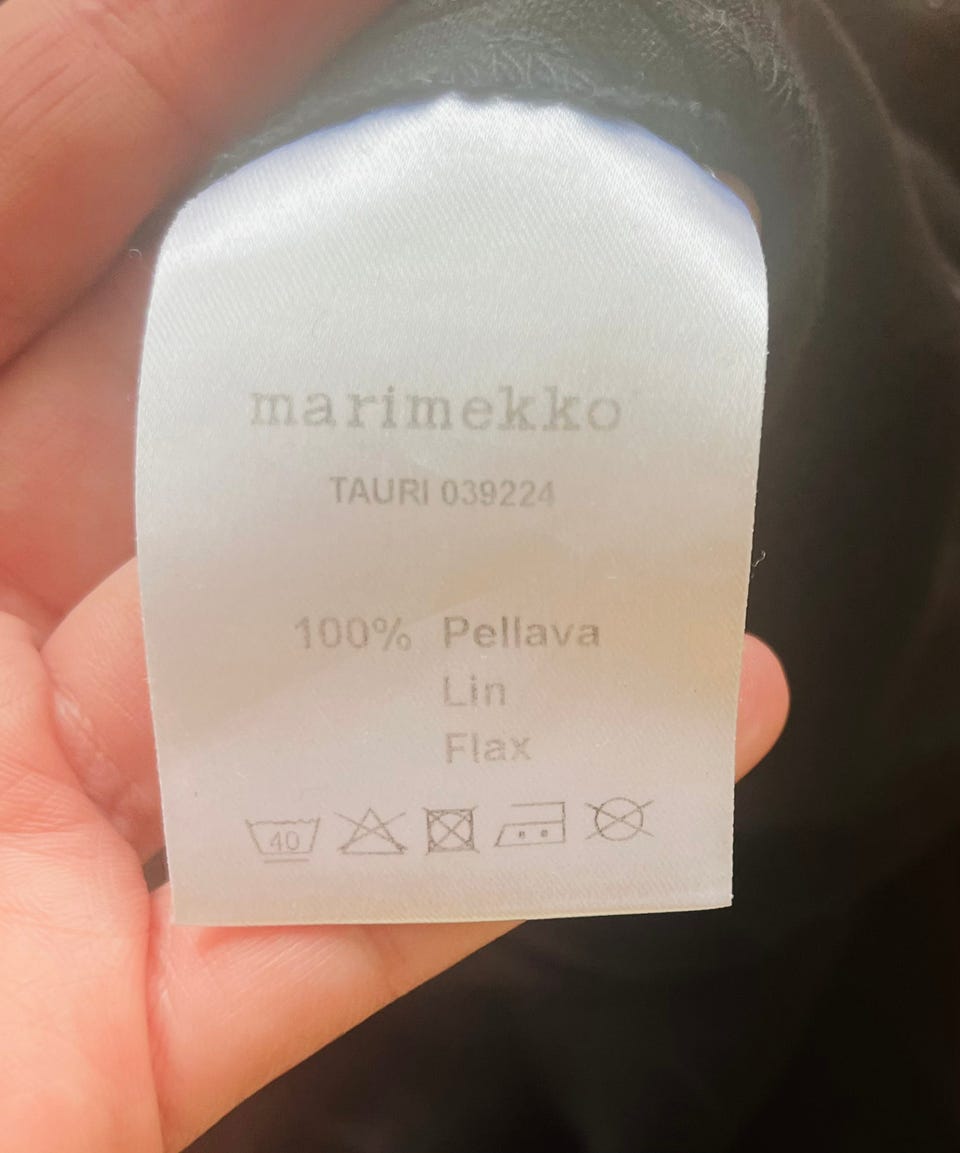 marimekko
TAURI 039224
100% Pellava
Lin
Flax
40